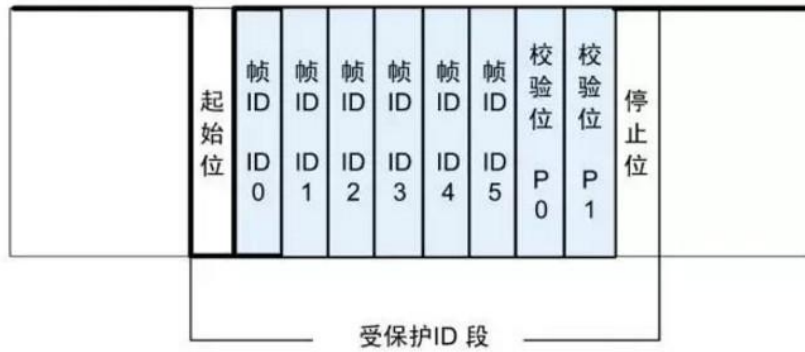 起始位
帧ID ID0
帧ID ID1
帧ID ID2
帧ID ID3
帧ID ID4
帧ID ID5
校验位 P0
校验位 P1
停止位
受保护ID 段